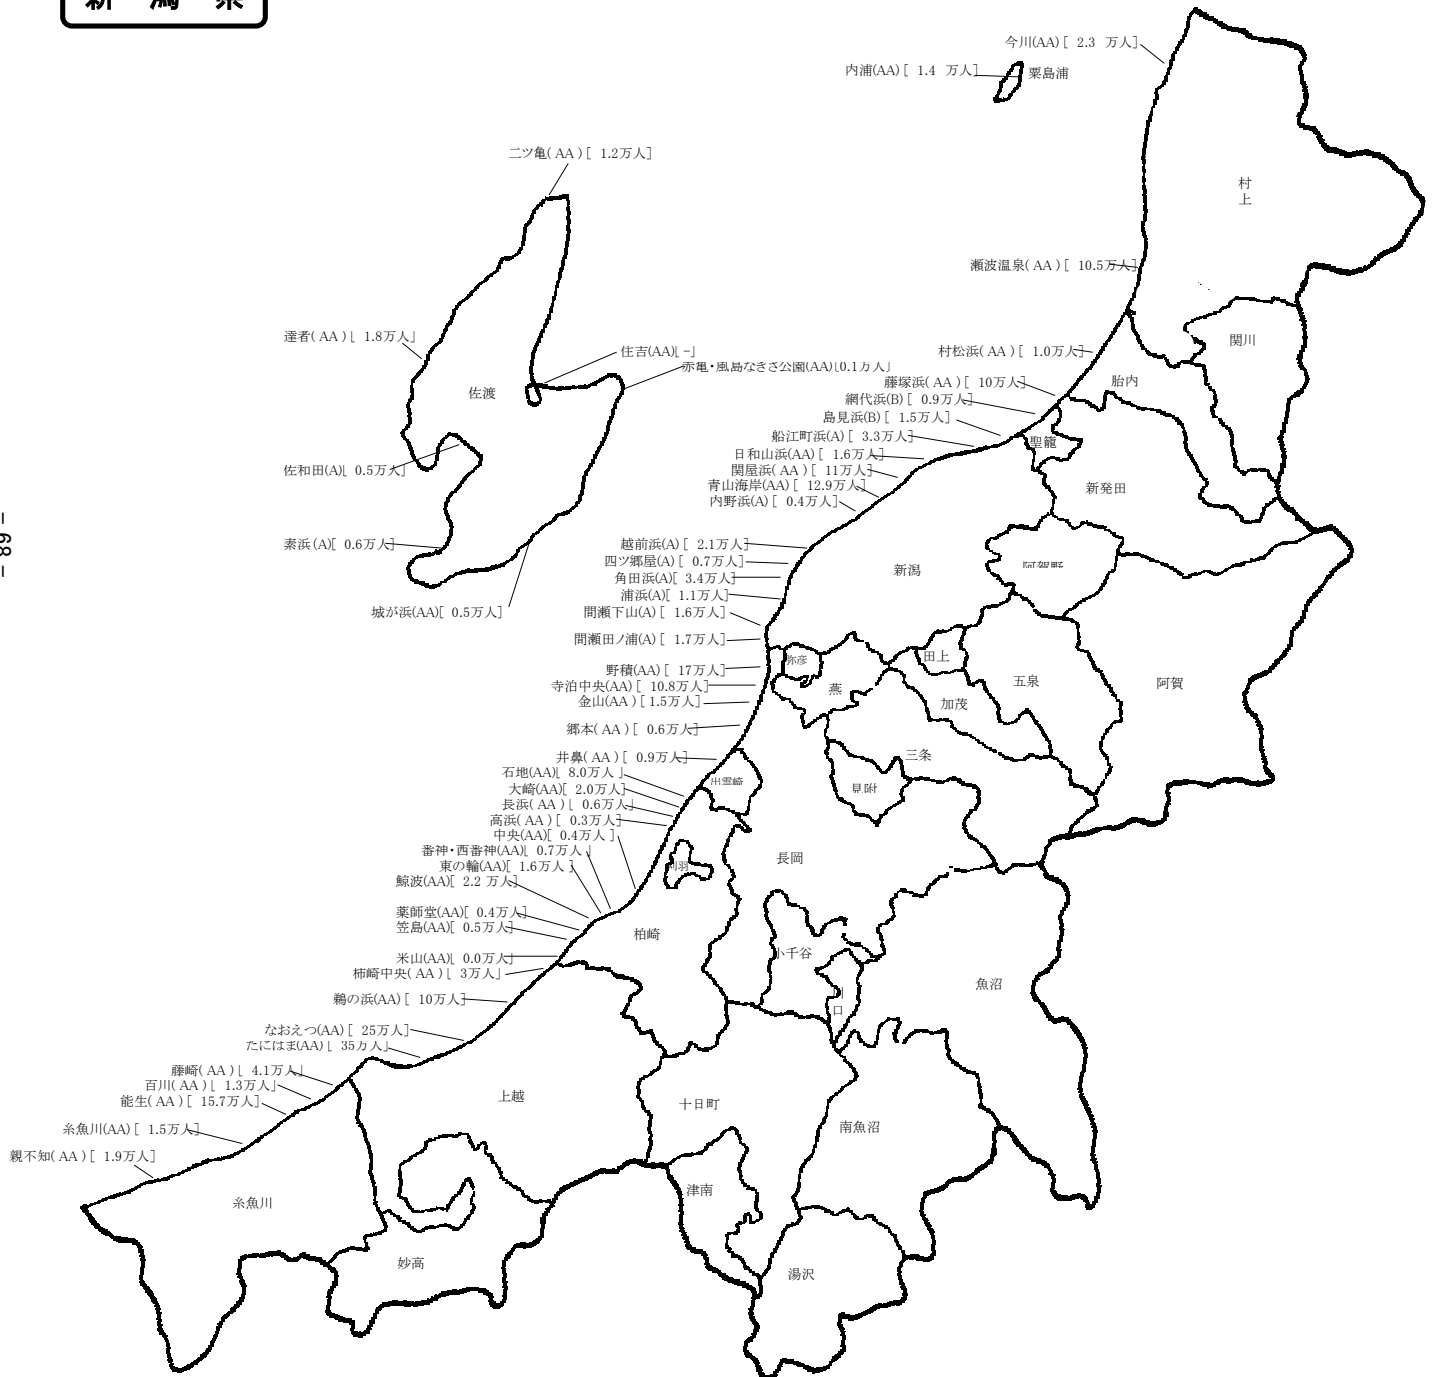 新 潟 県
今川(AA)[ 2.3 万人]
内浦(AA)[ 1.4 万人]
粟島浦
二ツ亀(AA)[ 1.2万人]
村上
瀬波温泉(AA)[ 10.5万人]
達者(AA)[ 1.8万人]
住吉(AA)[ -]
赤亀・風島なぎさ公園(AA)[0.1万人]
村松浜(AA)[ 1.0万人]
関川
藤塚浜(AA)[ 10万人]
胎内
佐渡
網代浜(B)[ 0.9万人]
島見浜(B)[ 1.5万人]
船江町浜(A)[ 3.3万人]
聖籠
日和山浜(AA)[ 1.6万人]
佐和田(A)[ 0.5万人]
関屋浜(AA)[ 11万人]
青山海岸(AA)[ 12.9万人]
新発田
内野浜(A)[ 0.4万人]
素浜(A)[ 0.6万人]
越前浜(A)[ 2.1万人]
四ツ郷屋(A)[ 0.7万人]
新潟
阿賀野
角田浜(A)[ 3.4万人]
浦浜(A)[ 1.1万人]
城が浜(AA)[ 0.5万人]
間瀬下山(A)[ 1.6万人]
間瀬田ノ浦(A)[ 1.7万人]
弥彦
田上
野積(AA)[ 17万人]
五泉
阿賀
寺泊中央(AA)[ 10.8万人]
燕
金山(AA)[ 1.5万人]
加茂
郷本(AA)[ 0.6万人]
井鼻(AA)[ 0.9万人]
三条
石地(AA)[ 8.0万人]
出雲崎
大崎(AA)[ 2.0万人]
見附
長浜(AA)[ 0.6万人]
高浜(AA)[ 0.3万人]
中央(AA)[ 0.4万人]
番神・西番神(AA)[ 0.7万人]
長岡
東の輪(AA)[ 1.6万人]
刈羽
鯨波(AA)[ 2.2 万人]
薬師堂(AA)[ 0.4万人]
笠島(AA)[ 0.5万人]
柏崎
小千谷
米山(AA)[ 0.0万人]
柿崎中央(AA)[ 3万人]
魚沼
川口
鵜の浜(AA)[ 10万人]
なおえつ(AA)[ 25万人]
たにはま(AA)[ 35万人]
藤崎(AA)[ 4.1万人]
百川(AA)[ 1.3万人]
能生(AA)[ 15.7万人]
上越
十日町
南魚沼
糸魚川(AA)[ 1.5万人]
親不知(AA)[ 1.9万人]
津南
糸魚川
妙高
湯沢
－68－